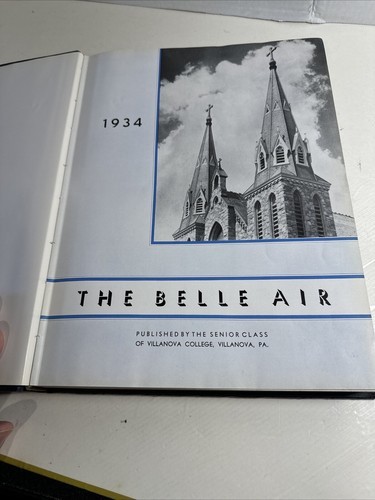 1934
THE BELLE AIR
PUBLISHED BY THE SENIOR CLASS
OF VILLANOVA COLLEGE, VILLANOVA, PA.